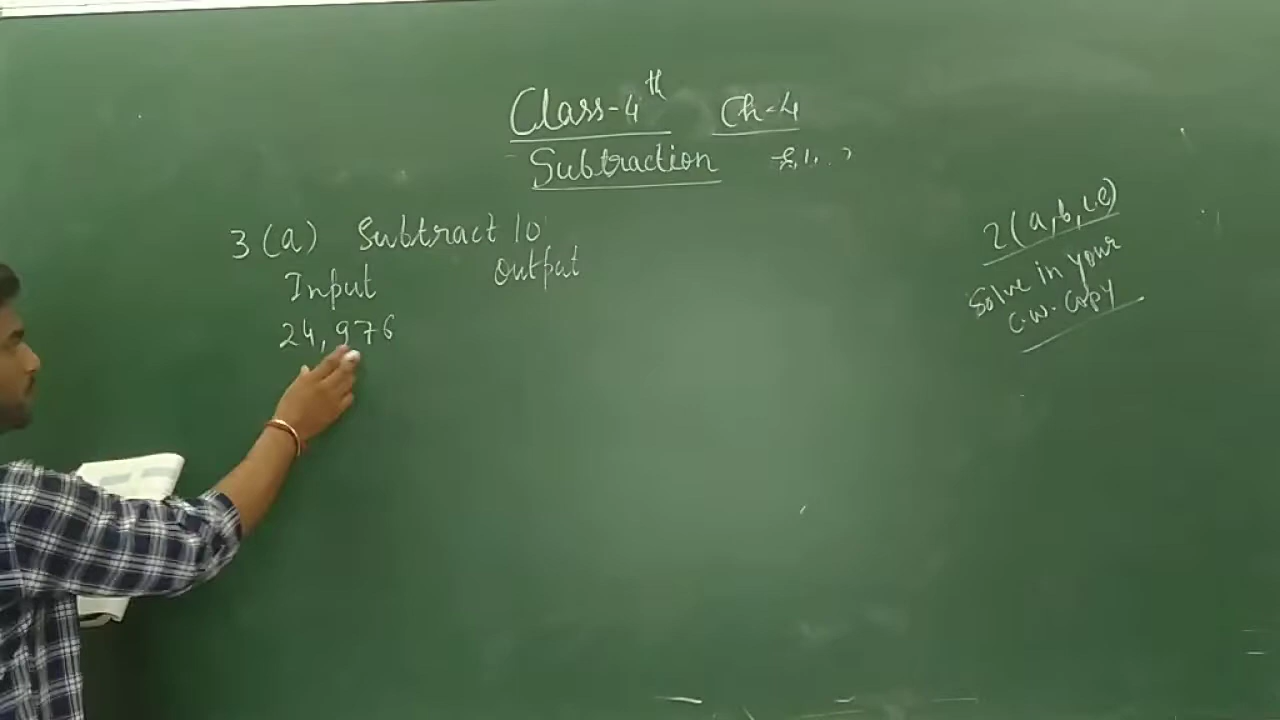 Class-4th Ch-4
Subtraction
3(a) Subtract 10
Input Output
24,976
2(a,b,c.e)
Solve in your
C.W. Copy